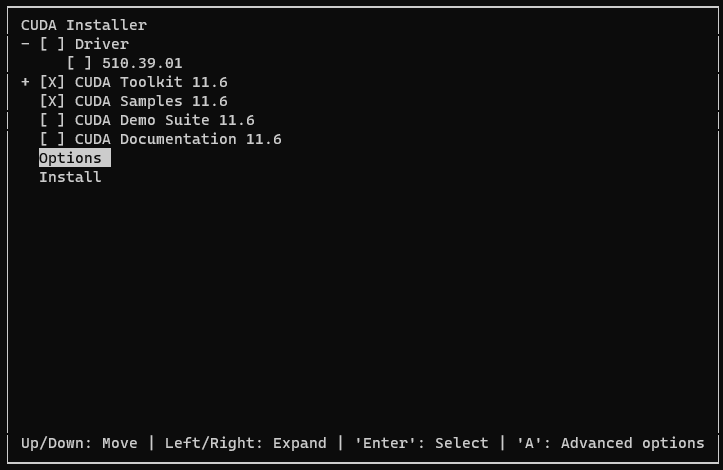 CUDA Installer
- [ ] Driver
[ ] 510.39.01
+ [X] CUDA Toolkit 11.6
[X] CUDA Samples 11.6
[ ] CUDA Demo Suite 11.6
[ ] CUDA Documentation 11.6
Options
Install
Up/Down: Move | Left/Right: Expand | 'Enter': Select | 'A': Advanced options